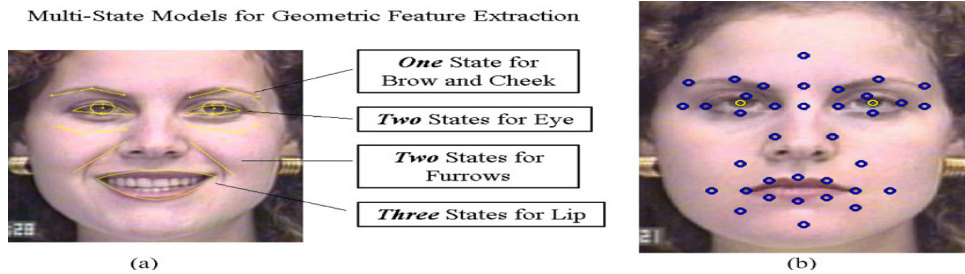 Multi-State Models for Geometric Feature Extraction
One State for
Brow and Cheek
Two States for Eye
Two States for
Furrows
Three States for Lip
(a)
21
(b)